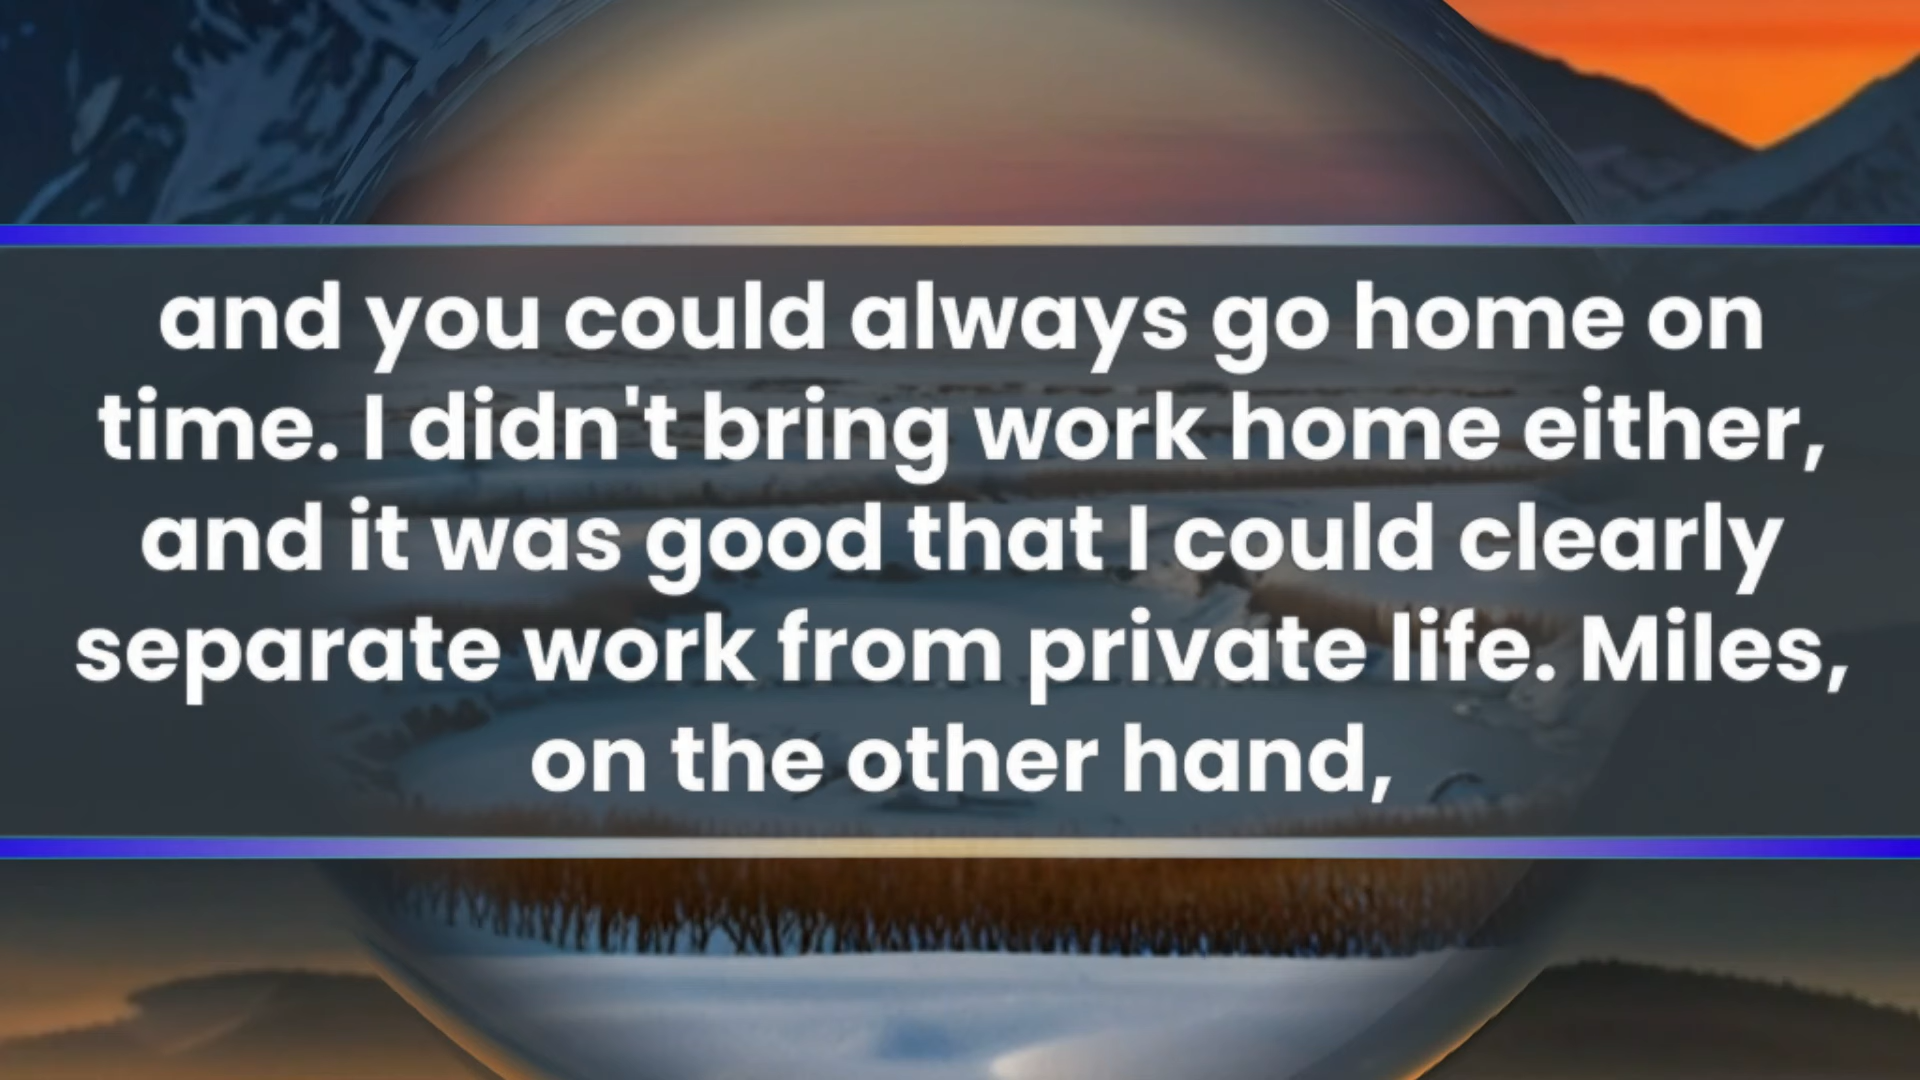 and you could always go home on
time. I didn't bring work home either,
and it was good that I could clearly
separate work from private life. Miles,
on the other hand,